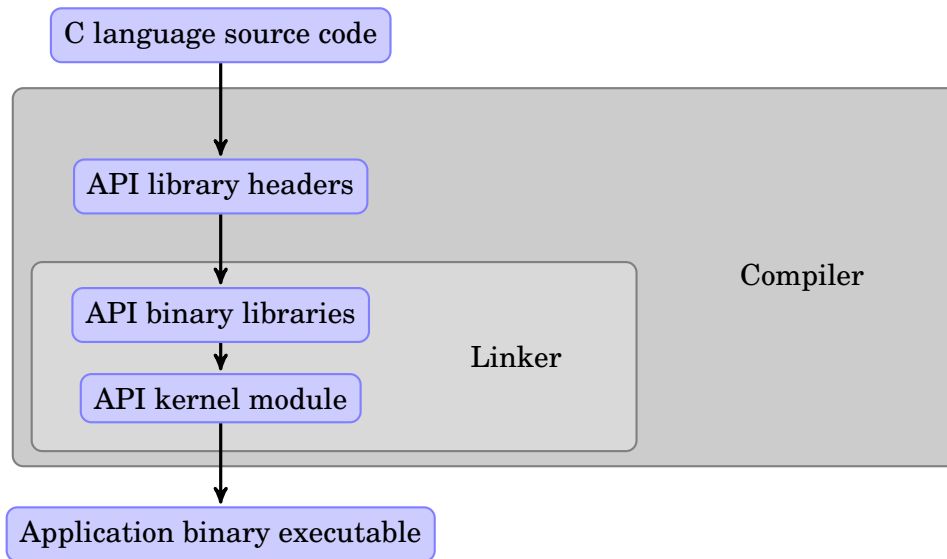 C language source code
API library headers
Compiler
API binary libraries
Linker
API kernel module
Application binary executable